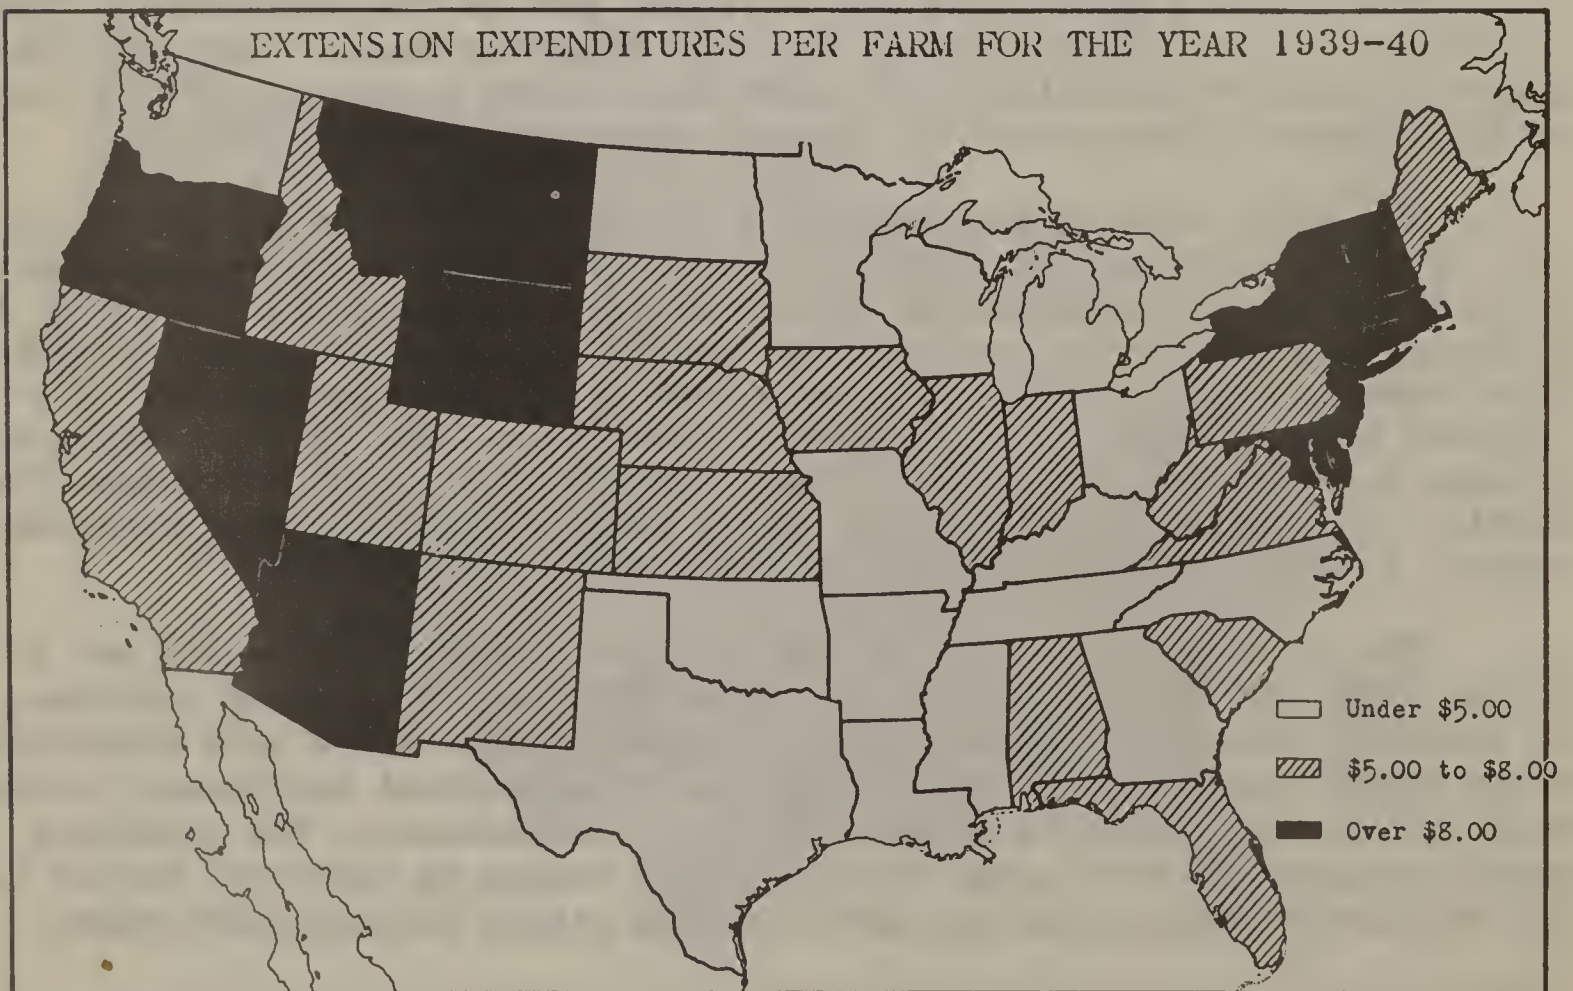 EXTENSION EXPENDITURES PER FARM FOR THE YEAR 1939-40
Under $5.00
$5.00 to $8.00
Over $8.00